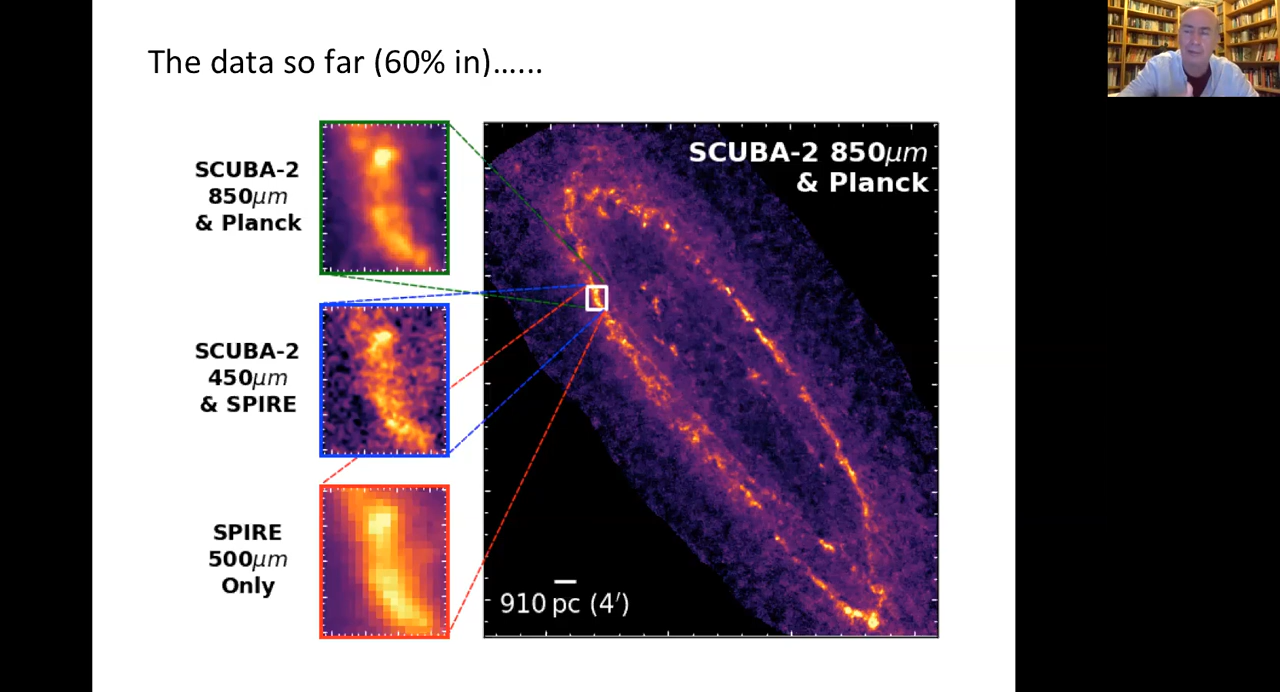 The data so far (60% in)......
SCUBA-2
850μm
& Planck
SCUBA-2
450μm
& SPIRE
SPIRE
500μm
Only
SCUBA-2 850μm
& Planck
910 pc (4′)